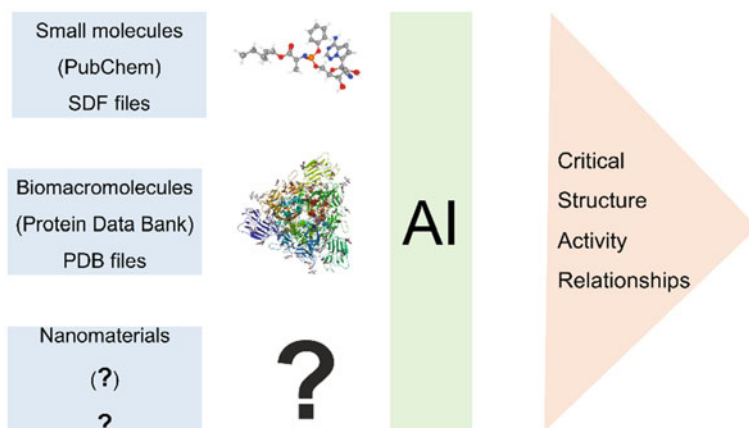 Small molecules
(PubChem)
SDF files
Biomacromolecules
(Protein Data Bank)
PDB files
Nanomaterials
(?)
?
?
AI
Critical
Structure
Activity
Relationships